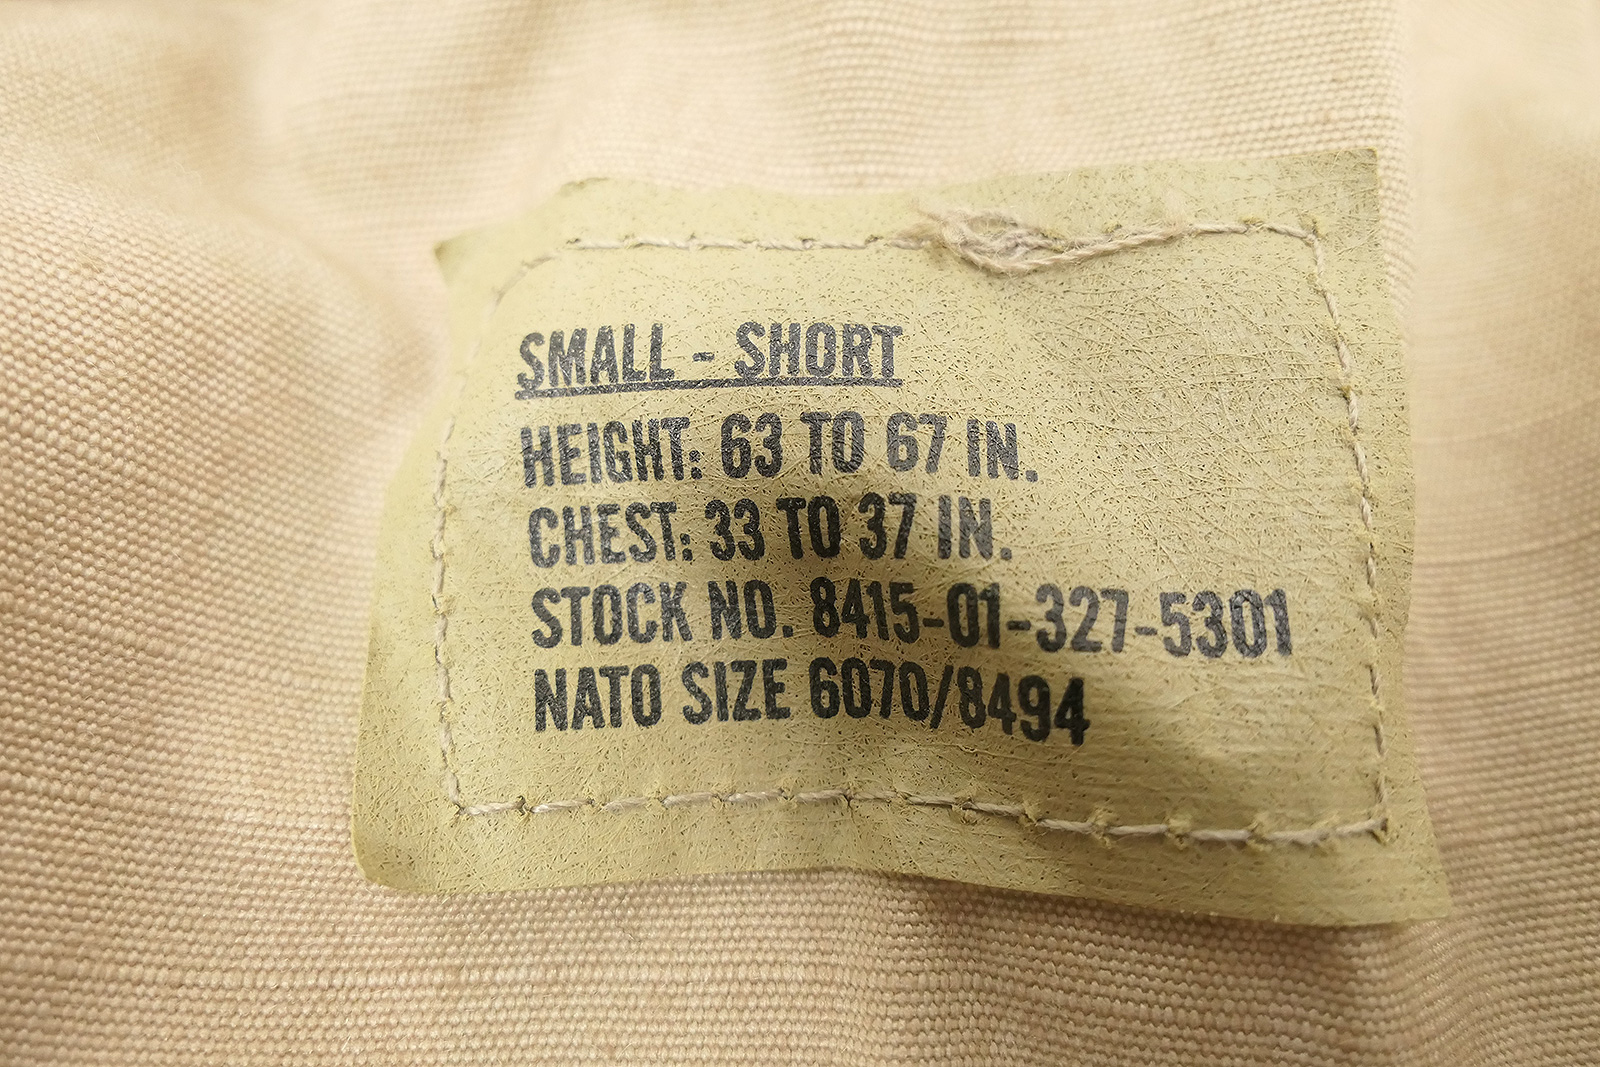 SMALL - SHORT
HEIGHT: 63 TO 67 IN.
CHEST: 33 TO 37 IN.
STOCK NO. 8415-01-327-5301
NATO SIZE 6070/8494